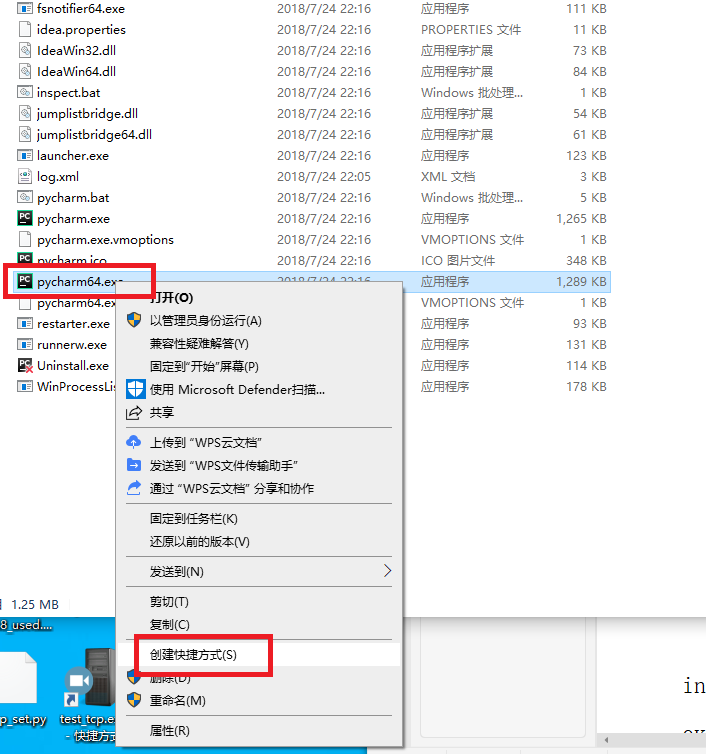 fsnotifier64.exe 2018/7/24 22:16 应用程序 111 KB
idea.properties 2018/7/24 22:16 PROPERTIES 文件 11 KB
IdeaWin32.dll 2018/7/24 22:16 应用程序扩展 73 KB
IdeaWin64.dll 2018/7/24 22:16 应用程序扩展 84 KB
inspect.bat 2018/7/24 22:16 Windows 批处理... 1 KB
jumplistbridge.dll 2018/7/24 22:16 应用程序扩展 54 KB
jumplistbridge64.dll 2018/7/24 22:16 应用程序扩展 61 KB
launcher.exe 2018/7/24 22:16 应用程序 123 KB
log.xml 2018/7/24 22:05 XML 文档 3 KB
pycharm.bat 2018/7/24 22:16 Windows 批处理... 5 KB
pycharm.exe 2018/7/24 22:16 应用程序 1,265 KB
pycharm.exe.vmoptions 2018/7/24 22:16 VMOPTIONS 文件 1 KB
pycharm.ico 2018/7/24 22:16 ICO 图片文件 348 KB
pycharm64.exe 2018/7/24 22:16 应用程序 1,289 KB
pycharm64.ex VMOPTIONS 文件 1 KB
restarter.exe 应用程序 93 KB
runnerw.exe 应用程序 131 KB
Uninstall.exe 应用程序 114 KB
WinProcessLis 应用程序 178 KB
打开(O)
以管理员身份运行(A)
兼容性疑难解答(Y)
固定到"开始"屏幕(P)
使用 Microsoft Defender扫描...
共享
上传到 "WPS云文档"
发送到 "WPS文件传输助手"
通过 "WPS云文档" 分享和协作
固定到任务栏(K)
还原以前的版本(V)
发送到(N)
剪切(T)
复制(C)
创建快捷方式(S)
删除(D)
重命名(M)
属性(R)
1.25 MB
8_used....
p_set.py
test_tcp.e
- 快捷方式
in